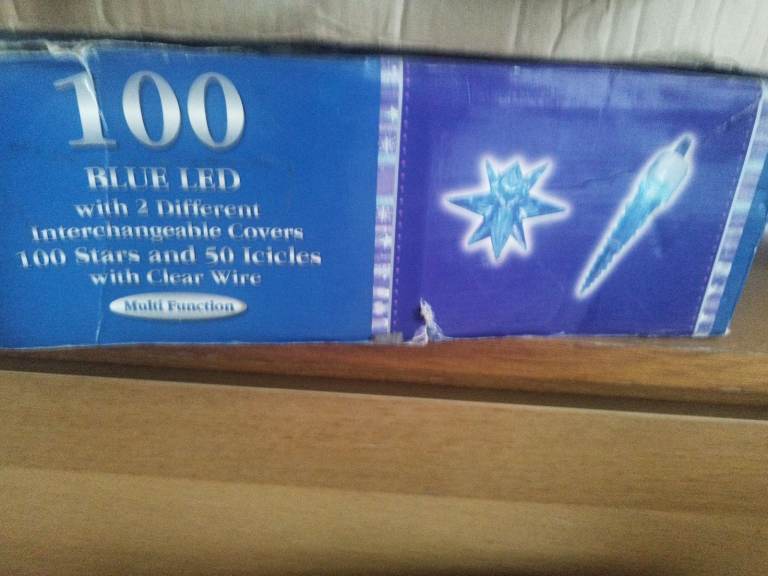 100
BLUE LED
with 2 Different
Interchangeable Covers
100 Stars and 50 Icicles
with Clear Wire
Multi Function